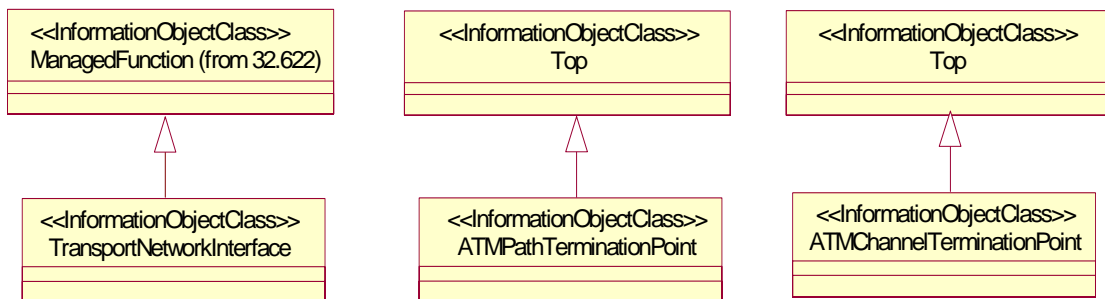 <<InformationObjectClass>>
ManagedFunction (from 32.622)
<<InformationObjectClass>>
Top
<<InformationObjectClass>>
Top
<<InformationObjectClass>>
TransportNetworkInterface
<<InformationObjectClass>>
ATMPathTerminationPoint
<<InformationObjectClass>>
ATMChannelTerminationPoint